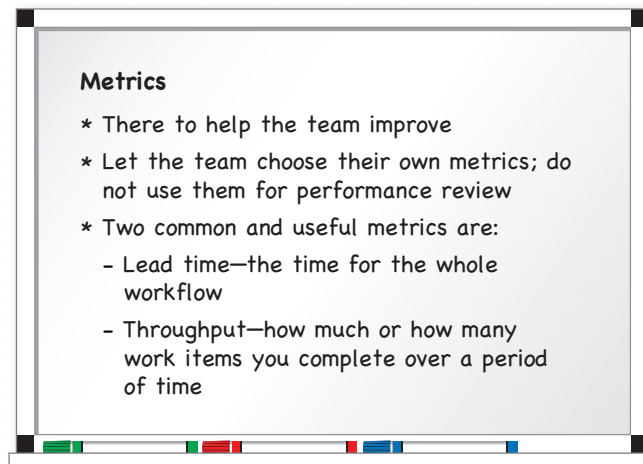 Metrics
* There to help the team improve
* Let the team choose their own metrics; do
not use them for performance review
* Two common and useful metrics are:
- Lead time—the time for the whole
workflow
- Throughput—how much or how many
work items you complete over a period
of time